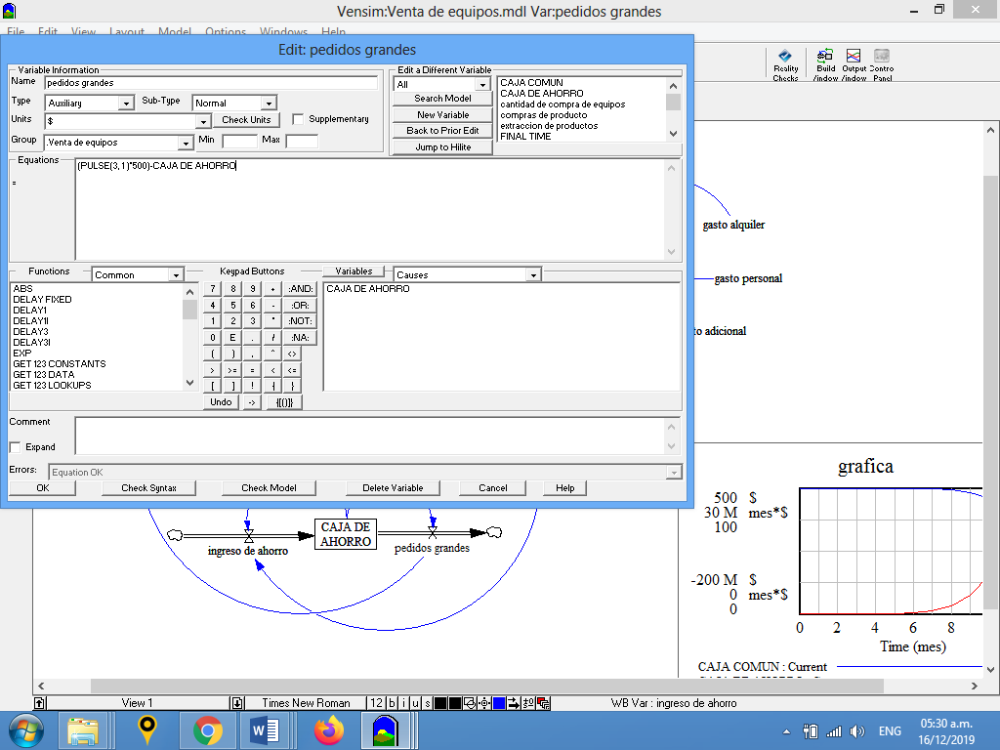 Vensim:Venta de equipos.mdl Var:pedidos grandes
File Edit View Layout Model Options Windows Help
Edit: pedidos grandes
Variable Information
Name pedidos grandes
Type Auxiliary Sub-Type Normal
Units $ Check Units Supplementary
Group .Venta de equipos Min Max
Edit a Different Variable
All
Search Model
New Variable
Back to Prior Edit
Jump to Hilite
CAJA COMUN
CAJA DE AHORRO
cantidad de compra de equipos
compras de producto
extraccion de productos
FINAL TIME
Reality Checks
Build
Output
Equations
=
(PULSE(3,1)*500)-CAJA DE AHORRO
Functions Common
ABS
DELAY FIXED
DELAY1
DELAY1I
DELAY3
DELAY3I
EXP
GET 123 CONSTANTS
GET 123 DATA
GET 123 LOOKUPS
Keypad Buttons
7 8 9 + :AND:
4 5 6 - :OR:
1 2 3 * :NOT:
0 E . / :NA:
( ) , ^ <>
> >= = < <=
[ ] ! { }
Undo -> {[()]}
Variables Causes
CAJA DE AHORRO
Comment
Expand
Errors: Equation OK
OK Check Syntax Check Model Delete Variable Cancel Help
gasto alquiler
gasto personal
to adicional
ingreso de ahorro
CAJA DE
AHORRO
pedidos grandes
grafica
500 $
30 M mes*$
100
-200 M $
0 mes*$
0
0 2 4 6 8
Time (mes)
CAJA COMUN : Current
View 1 Times New Roman 12 b i u s
WB Var : ingreso de ahorro
ENG
05:30 a.m.
16/12/2019